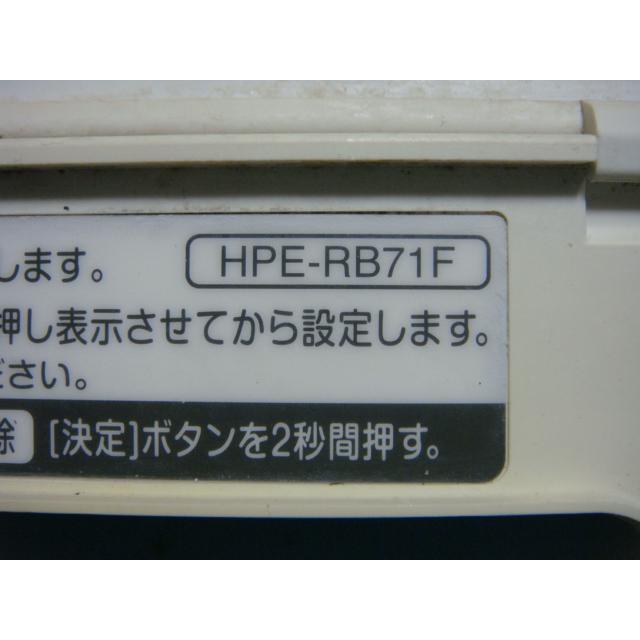 します。 HPE-RB71F
押し表示させてから設定します。
ださい。
除 [決定]ボタンを2秒間押す。